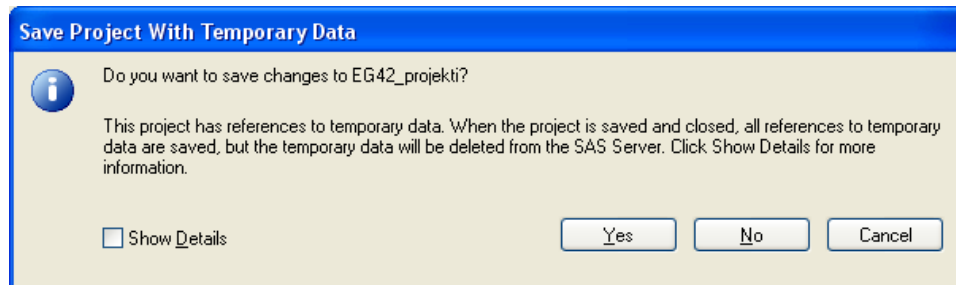 Save Project With Temporary Data
Do you want to save changes to EG42_projekti?
This project has references to temporary data. When the project is saved and closed, all references to temporary
data are saved, but the temporary data will be deleted from the SAS Server. Click Show Details for more
information.
Show Details
Yes
No
Cancel